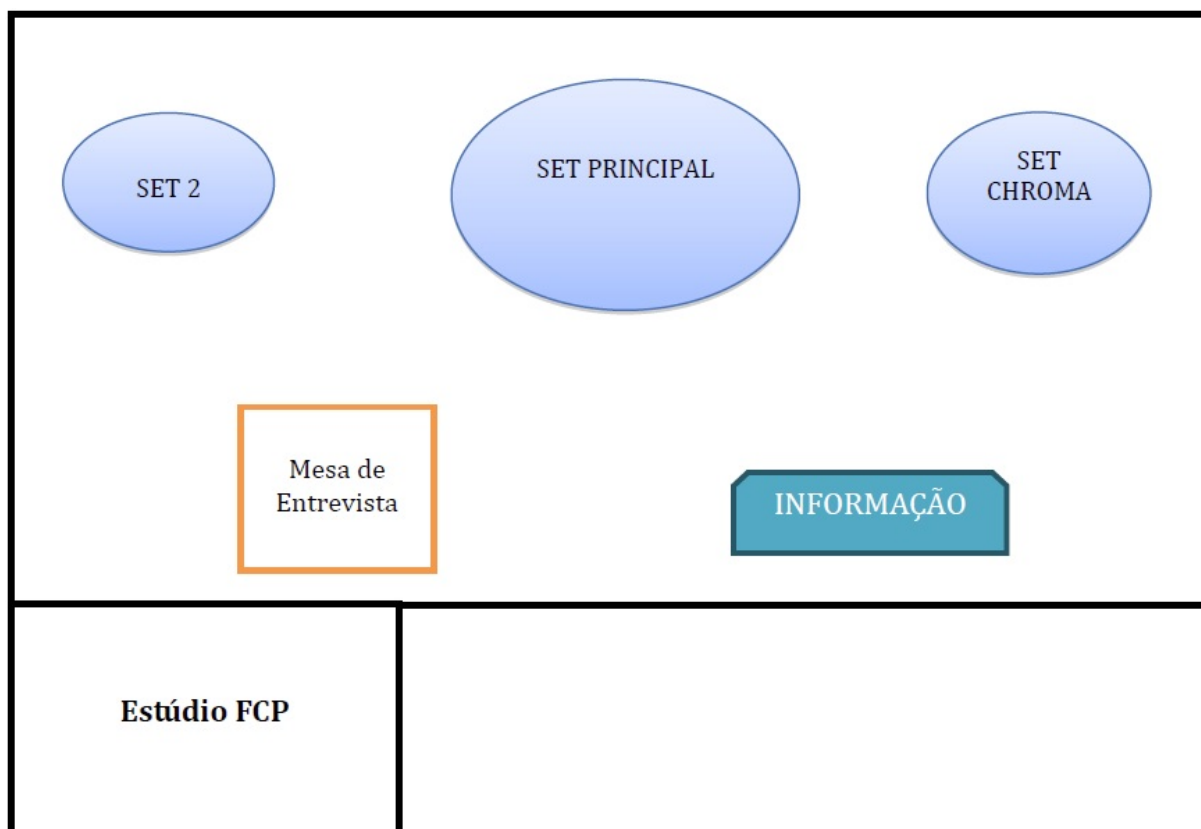 SET 2
SET PRINCIPAL
SET
CHROMA
Mesa de
Entrevista
INFORMAÇÃO
Estúdio FCP